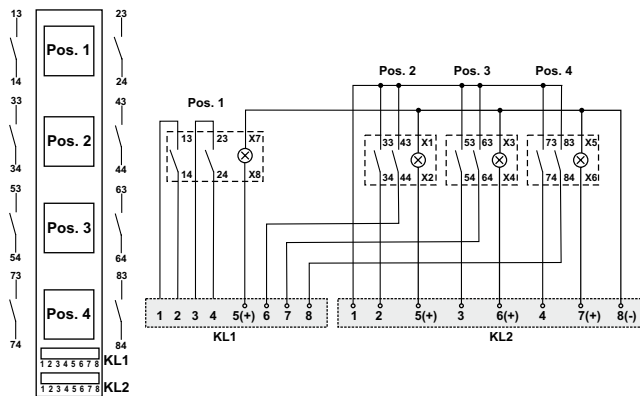 13
23
Pos. 1
14
24
33
43
Pos. 2
34
44
53
63
Pos. 3
54
64
73
83
Pos. 4
74
84
KL1
1 2 3 4 5 6 7 8
KL2
1 2 3 4 5 6 7 8
Pos. 2 Pos. 3 Pos. 4
Pos. 1
13 23 X7
14 24 X8
33 43 X1 53 63 X3 73 83 X5
34 44 X2 54 64 X4 74 84 X6
1 2 3 4 5(+) 6 7 8
KL1
1 2 5(+) 3 6(+) 4 7(+) 8(-)
KL2